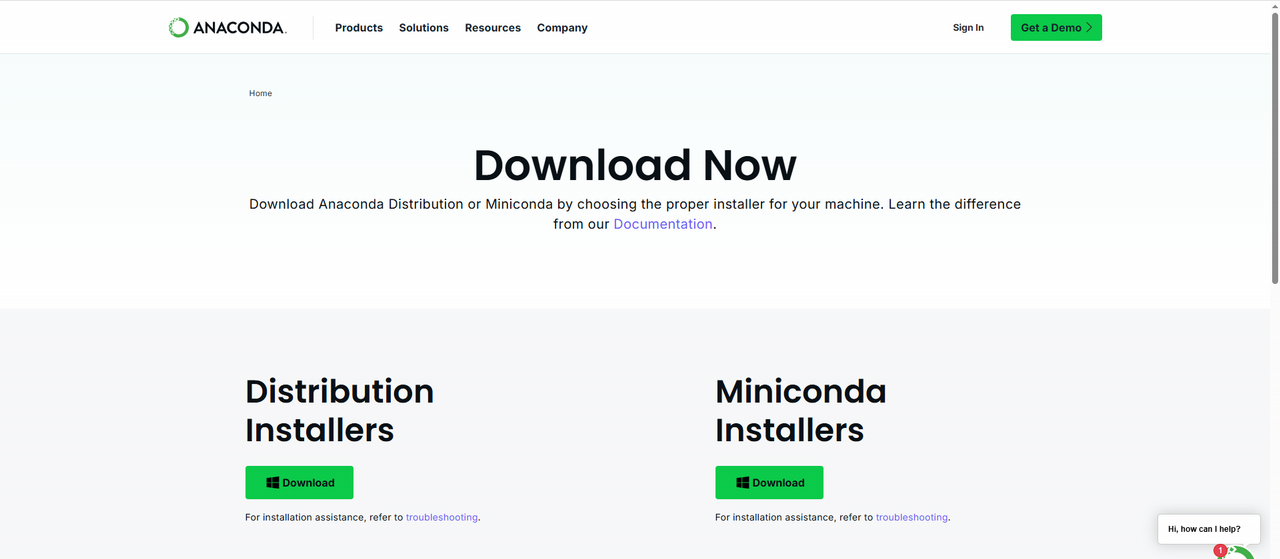 ANACONDA.
Products Solutions Resources Company
Sign In
Get a Demo
Home
Download Now
Download Anaconda Distribution or Miniconda by choosing the proper installer for your machine. Learn the difference
from our Documentation.
Distribution
Installers
Download
For installation assistance, refer to troubleshooting.
Miniconda
Installers
Download
For installation assistance, refer to troubleshooting.
Hi, how can I help?
1